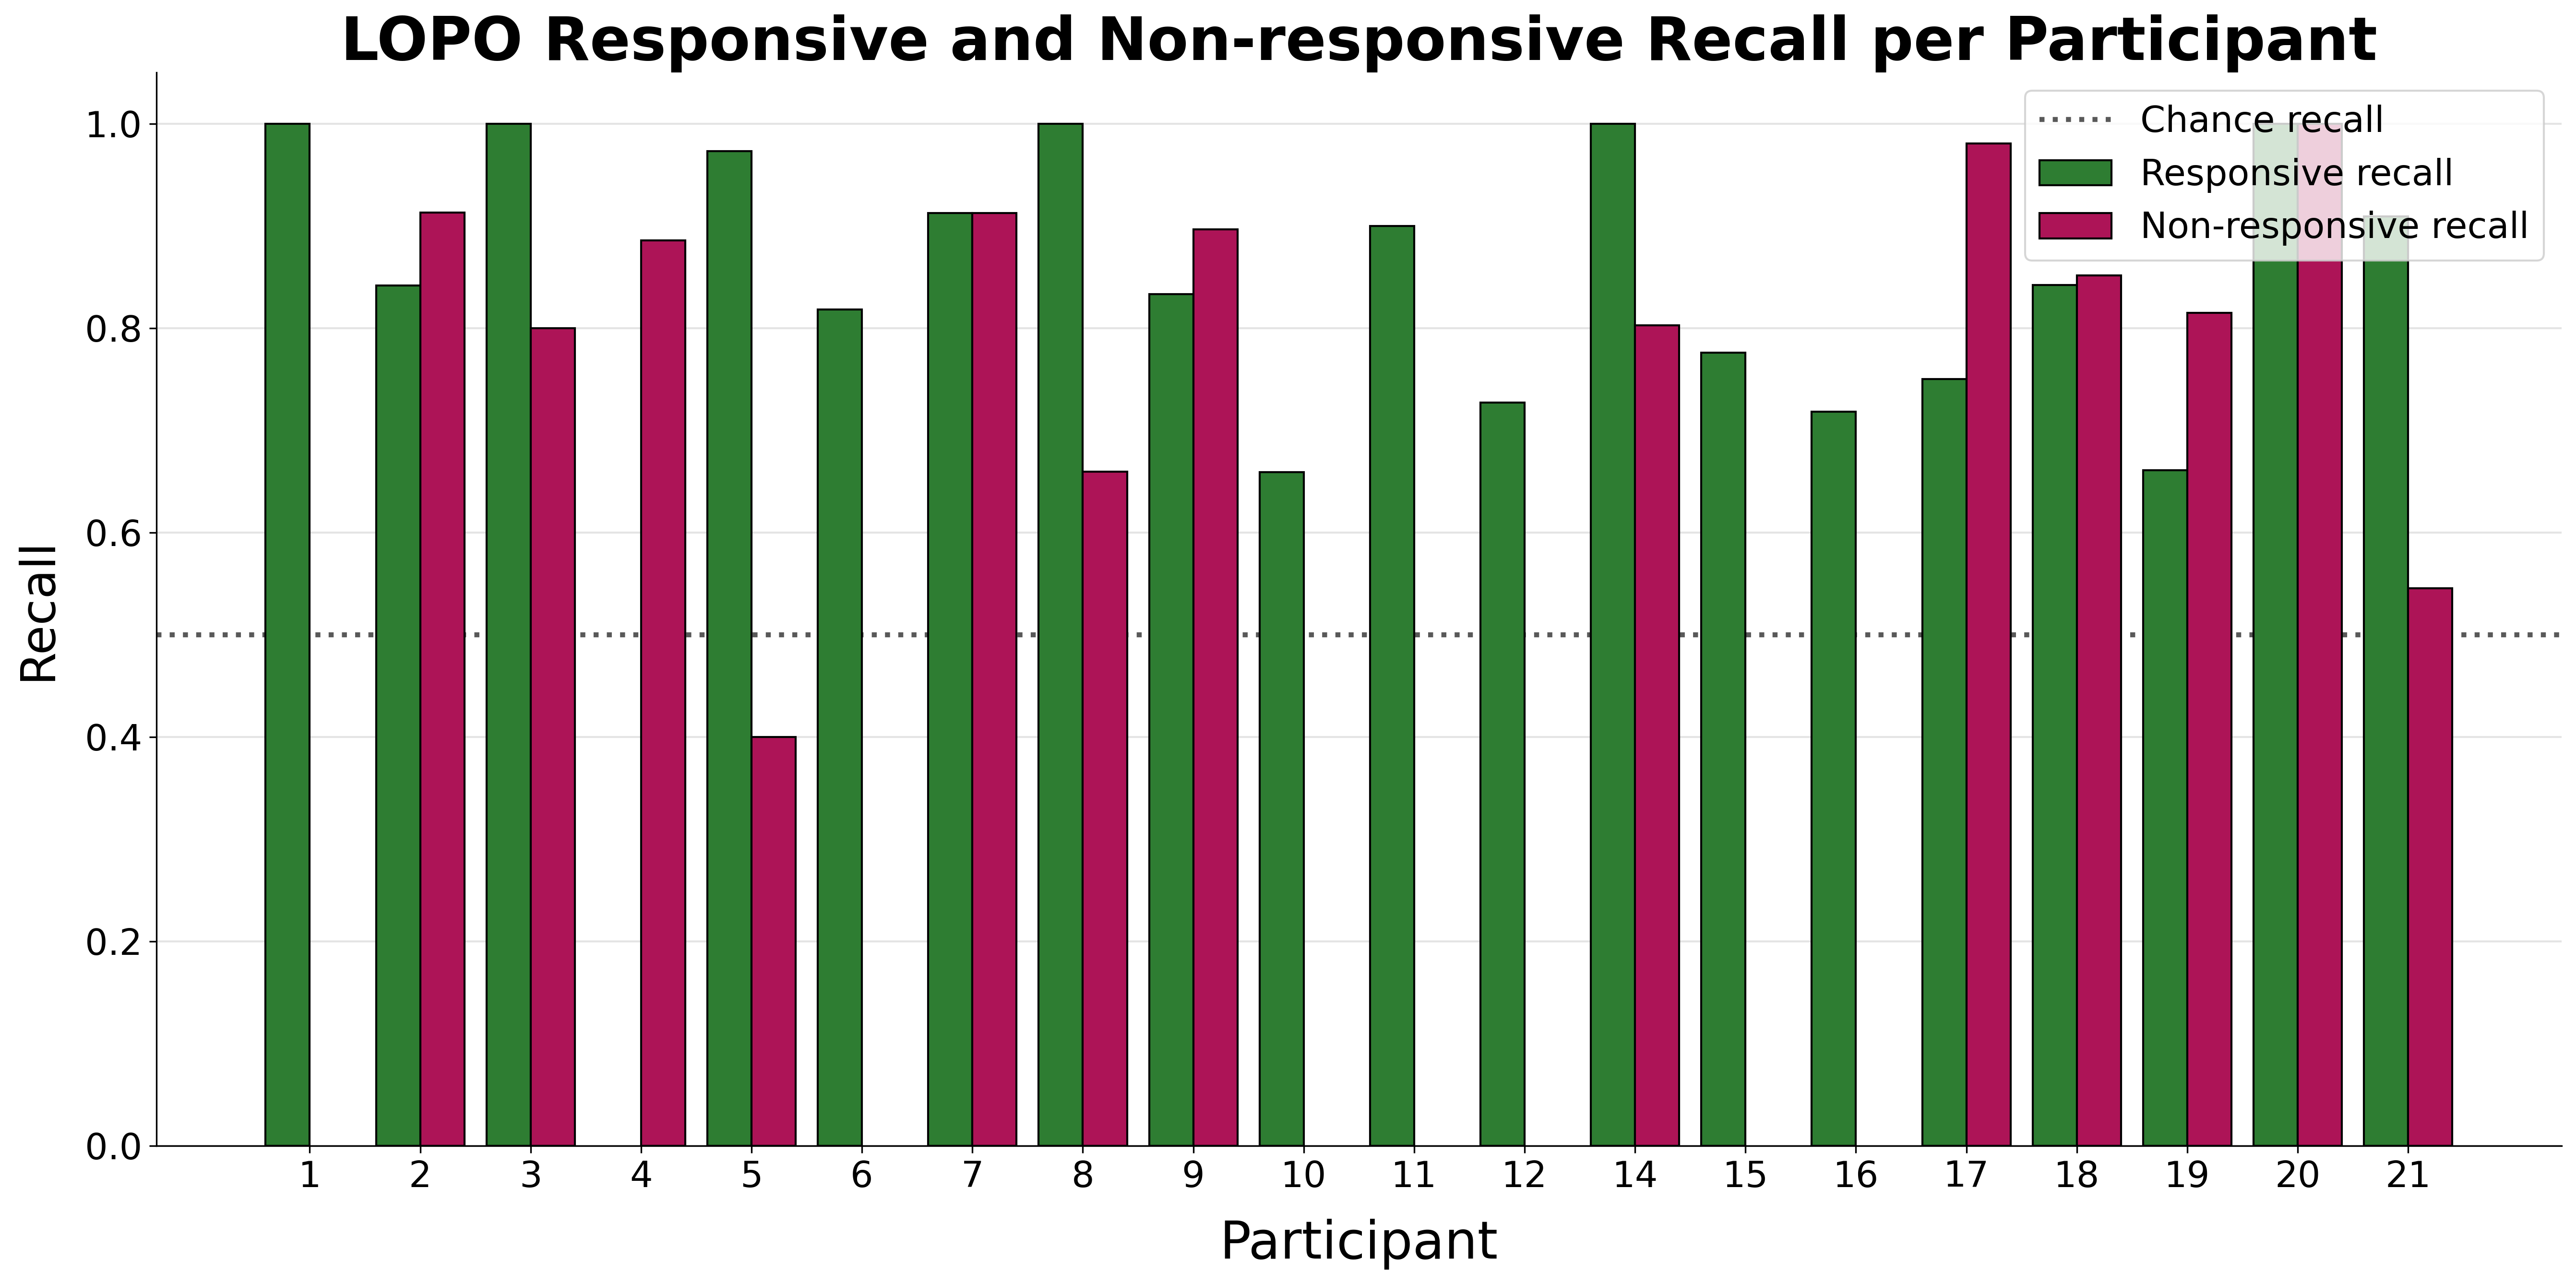 LOPO Responsive and Non-responsive Recall per Participant
Chance recall
Responsive recall
Non-responsive recall
Recall
1.0
0.8
0.6
0.4
0.2
0.0
1 2 3 4 5 6 7 8 9 10 11 12 14 15 16 17 18 19 20 21
Participant